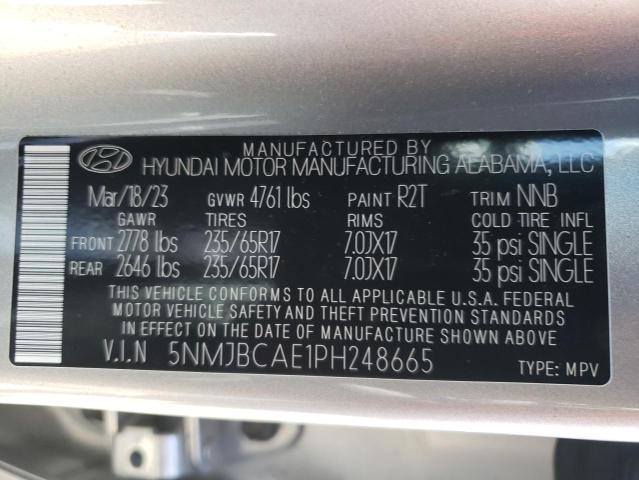 MANUFACTURED BY
HYUNDAI MOTOR MANUFACTURING ALABAMA, LLC
Mar/18/23 GVWR 4761 lbs PAINT R2T TRIM NNB
GAWR TIRES RIMS COLD TIRE INFL
FRONT 2778 lbs 235/65R17 7.0JX17 35 psi SINGLE
REAR 2646 lbs 235/65R17 7.0JX17 35 psi SINGLE
THIS VEHICLE CONFORMS TO ALL APPLICABLE U.S.A. FEDERAL
MOTOR VEHICLE SAFETY AND THEFT PREVENTION STANDARDS
IN EFFECT ON THE DATE OF MANUFACTURE SHOWN ABOVE
V.I.N 5NMJBCAE1PH248665 TYPE: MPV